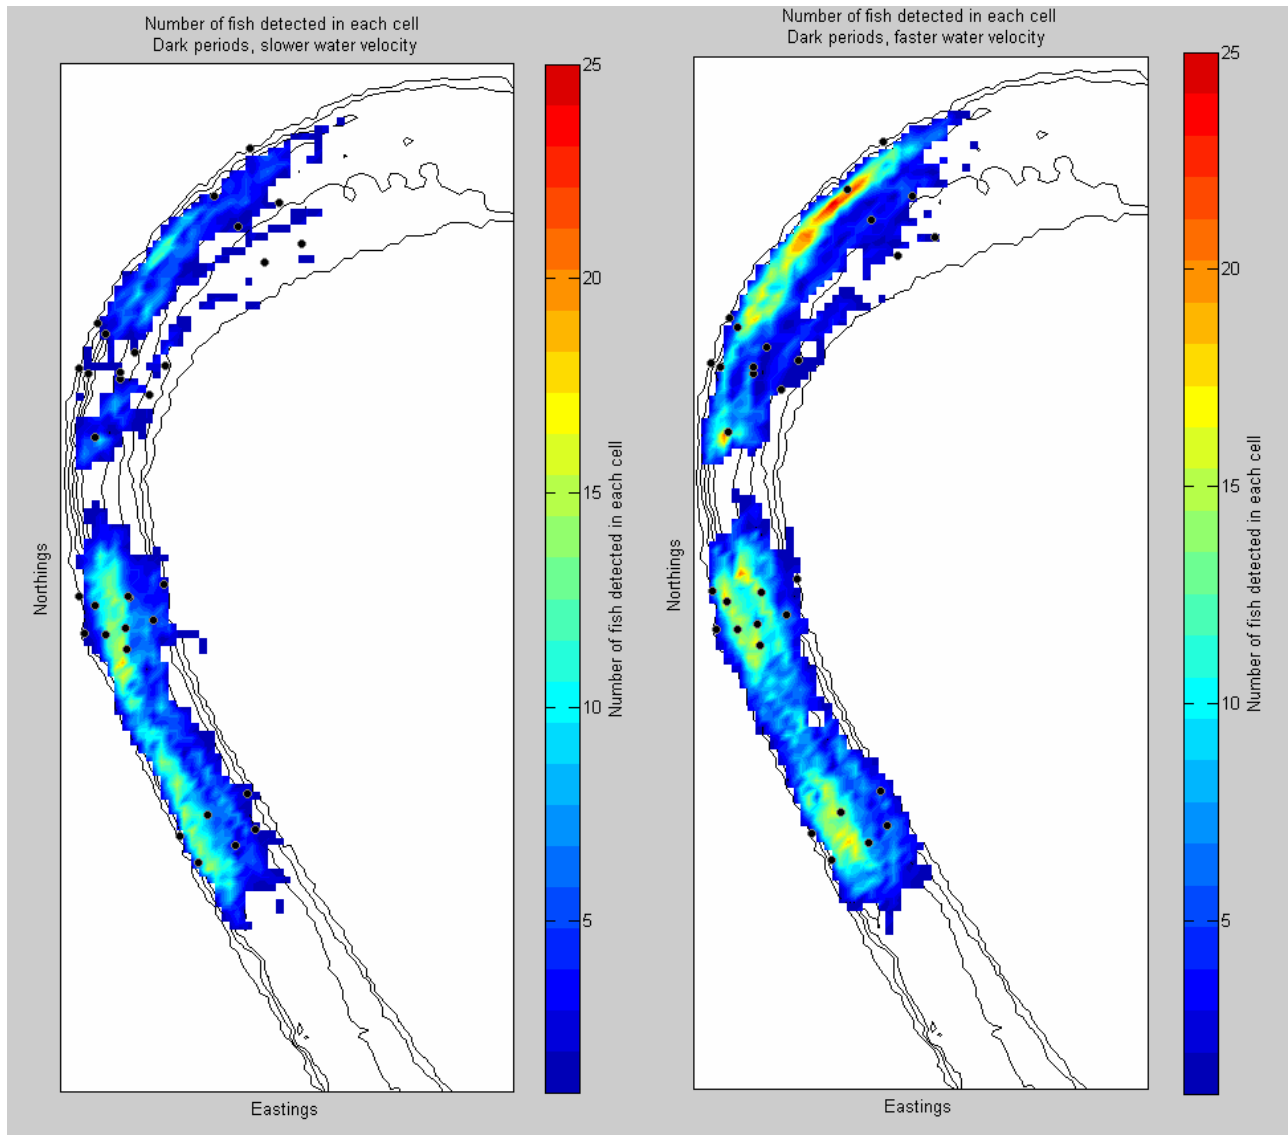 Number of fish detected in each cell
Dark periods, slower water velocity
25
20
15
10
5
Number of fish detected in each cell
Northings
Eastings
Number of fish detected in each cell
Dark periods, faster water velocity
25
20
15
10
5
Number of fish detected in each cell
Northings
Eastings